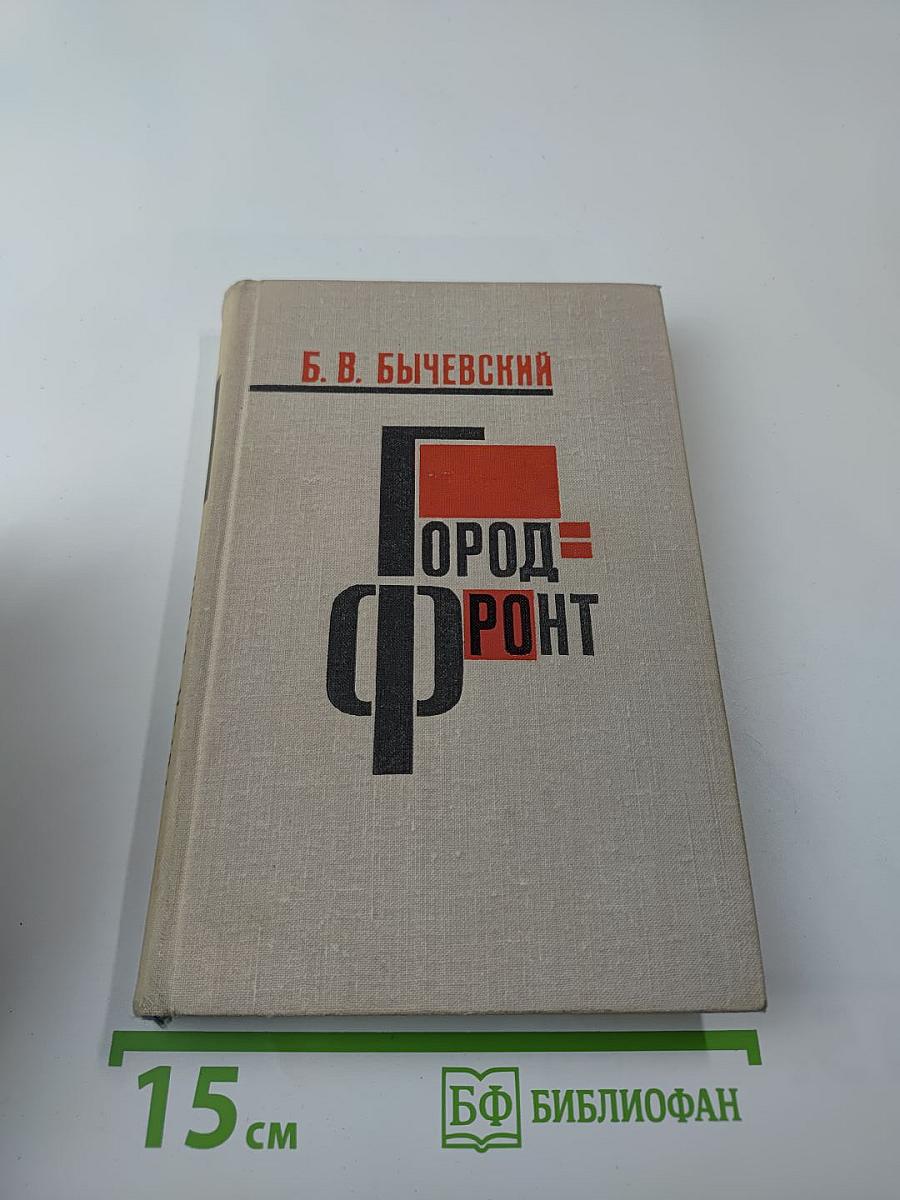 Б. В. БЫЧЕВСКИЙ
ГОРОД=
ФРОНТ
15 см
БФ БИБЛИОФАН